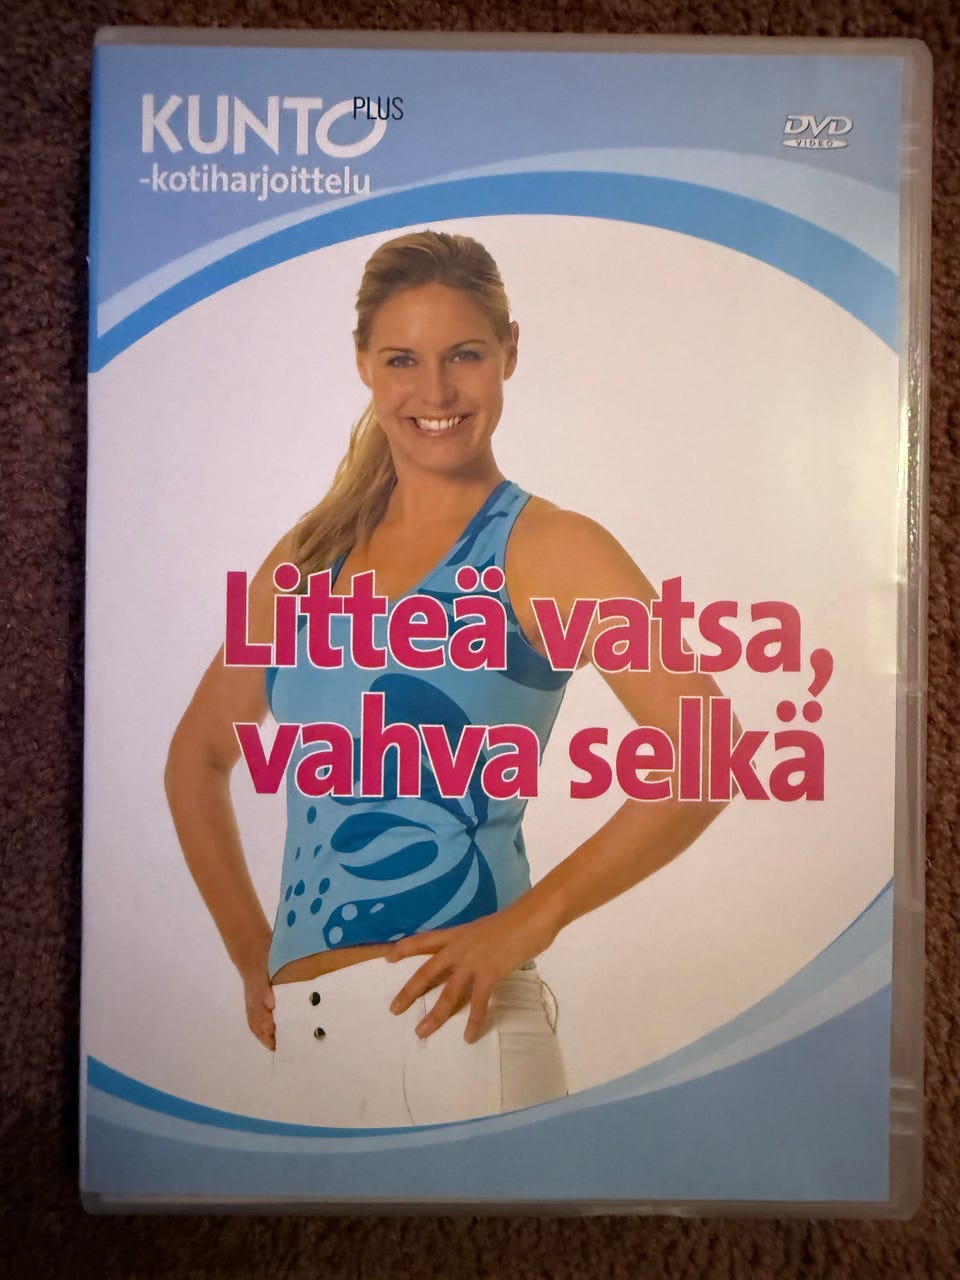 KUNTO PLUS
-kotiharjoittelu
DVD
VIDEO
Litteä vatsa,
vahva selkä